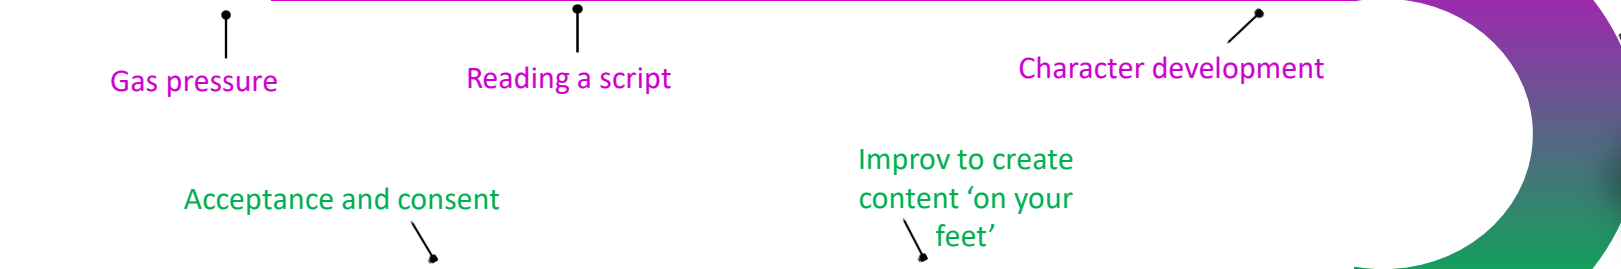 Gas pressure
Reading a script
Character development
Acceptance and consent
Improv to create
content ‘on your
feet’